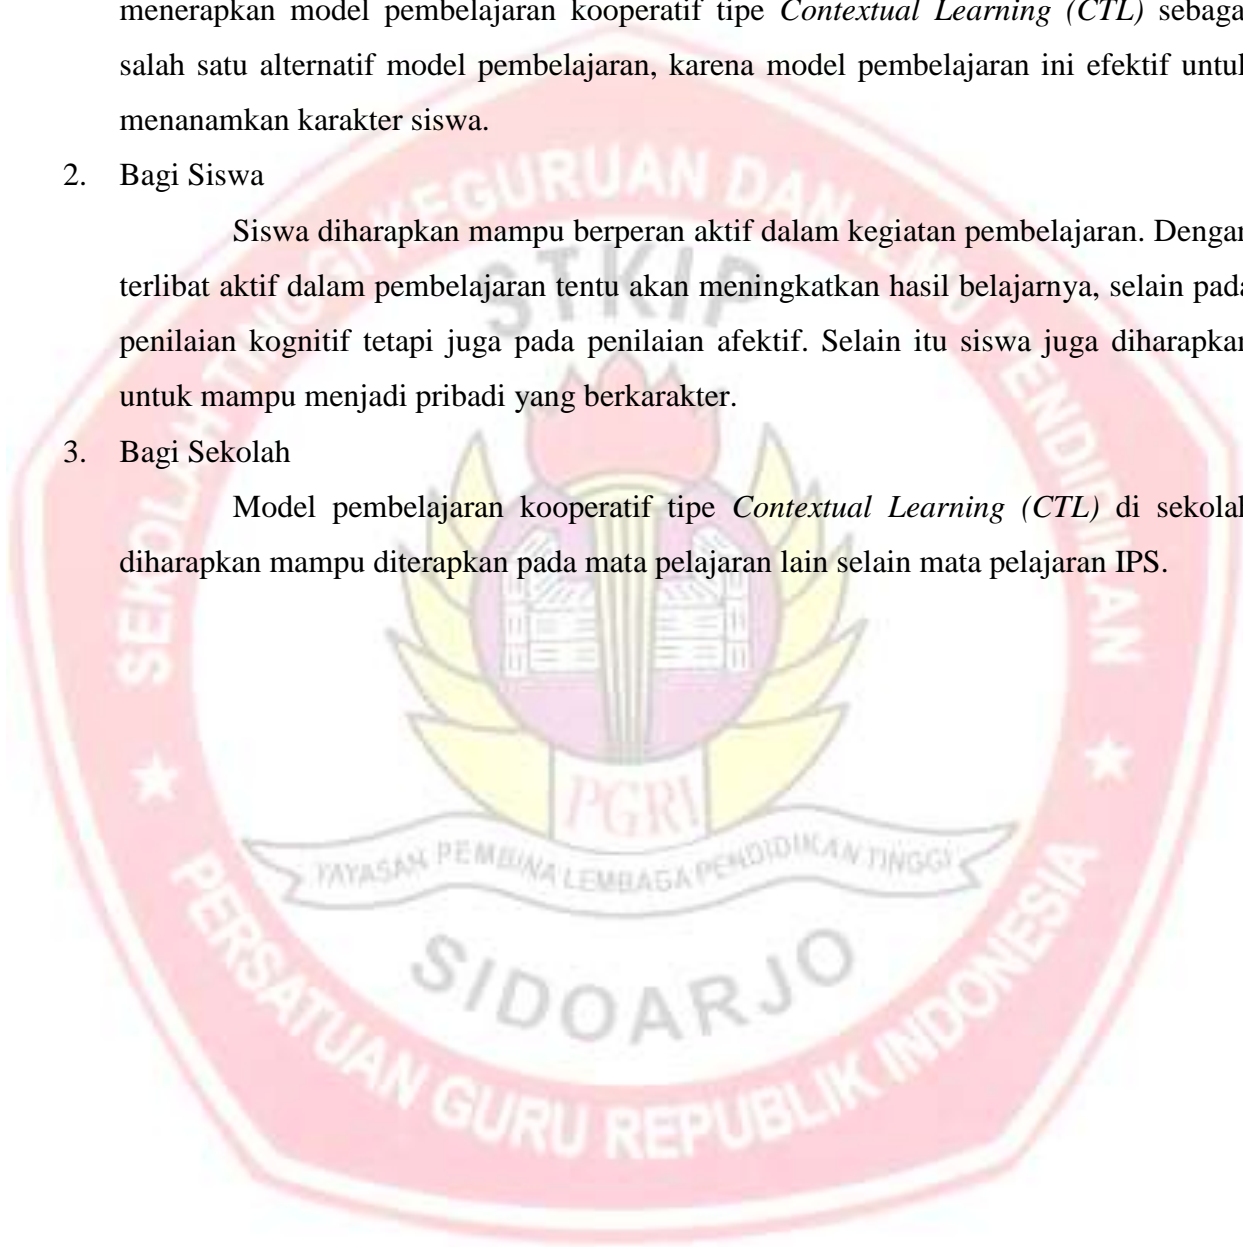 menerapkan model pembelajaran kooperatif tipe Contextual Learning (CTL)
salah satu alternatif model pembelajaran, karena model pembelajaran ini efektif
menanamkan karakter siswa.
2. Bagi Siswa
Siswa diharapkan mampu berperan aktif dalam kegiatan pembelajaran.
terlibat aktif dalam pembelajaran tentu akan meningkatkan hasil belajarnya, selain pada
penilaian kognitif tetapi juga pada penilaian afektif. Selain itu siswa juga
untuk mampu menjadi pribadi yang berkarakter.
3. Bagi Sekolah
Model pembelajaran kooperatif tipe Contextual Learning (CTL) di
diharapkan mampu diterapkan pada mata pelajaran lain selain mata pelajaran IPS.
SEKOLAH TINGGI KEGURUAN DAN ILMU PENDIDIKAN
STKIP
PGRI
YAYASAN PEMBINA LEMBAGA PENDIDIKAN TINGGI
SIDOARJO
PERSATUAN GURU REPUBLIK INDONESIA